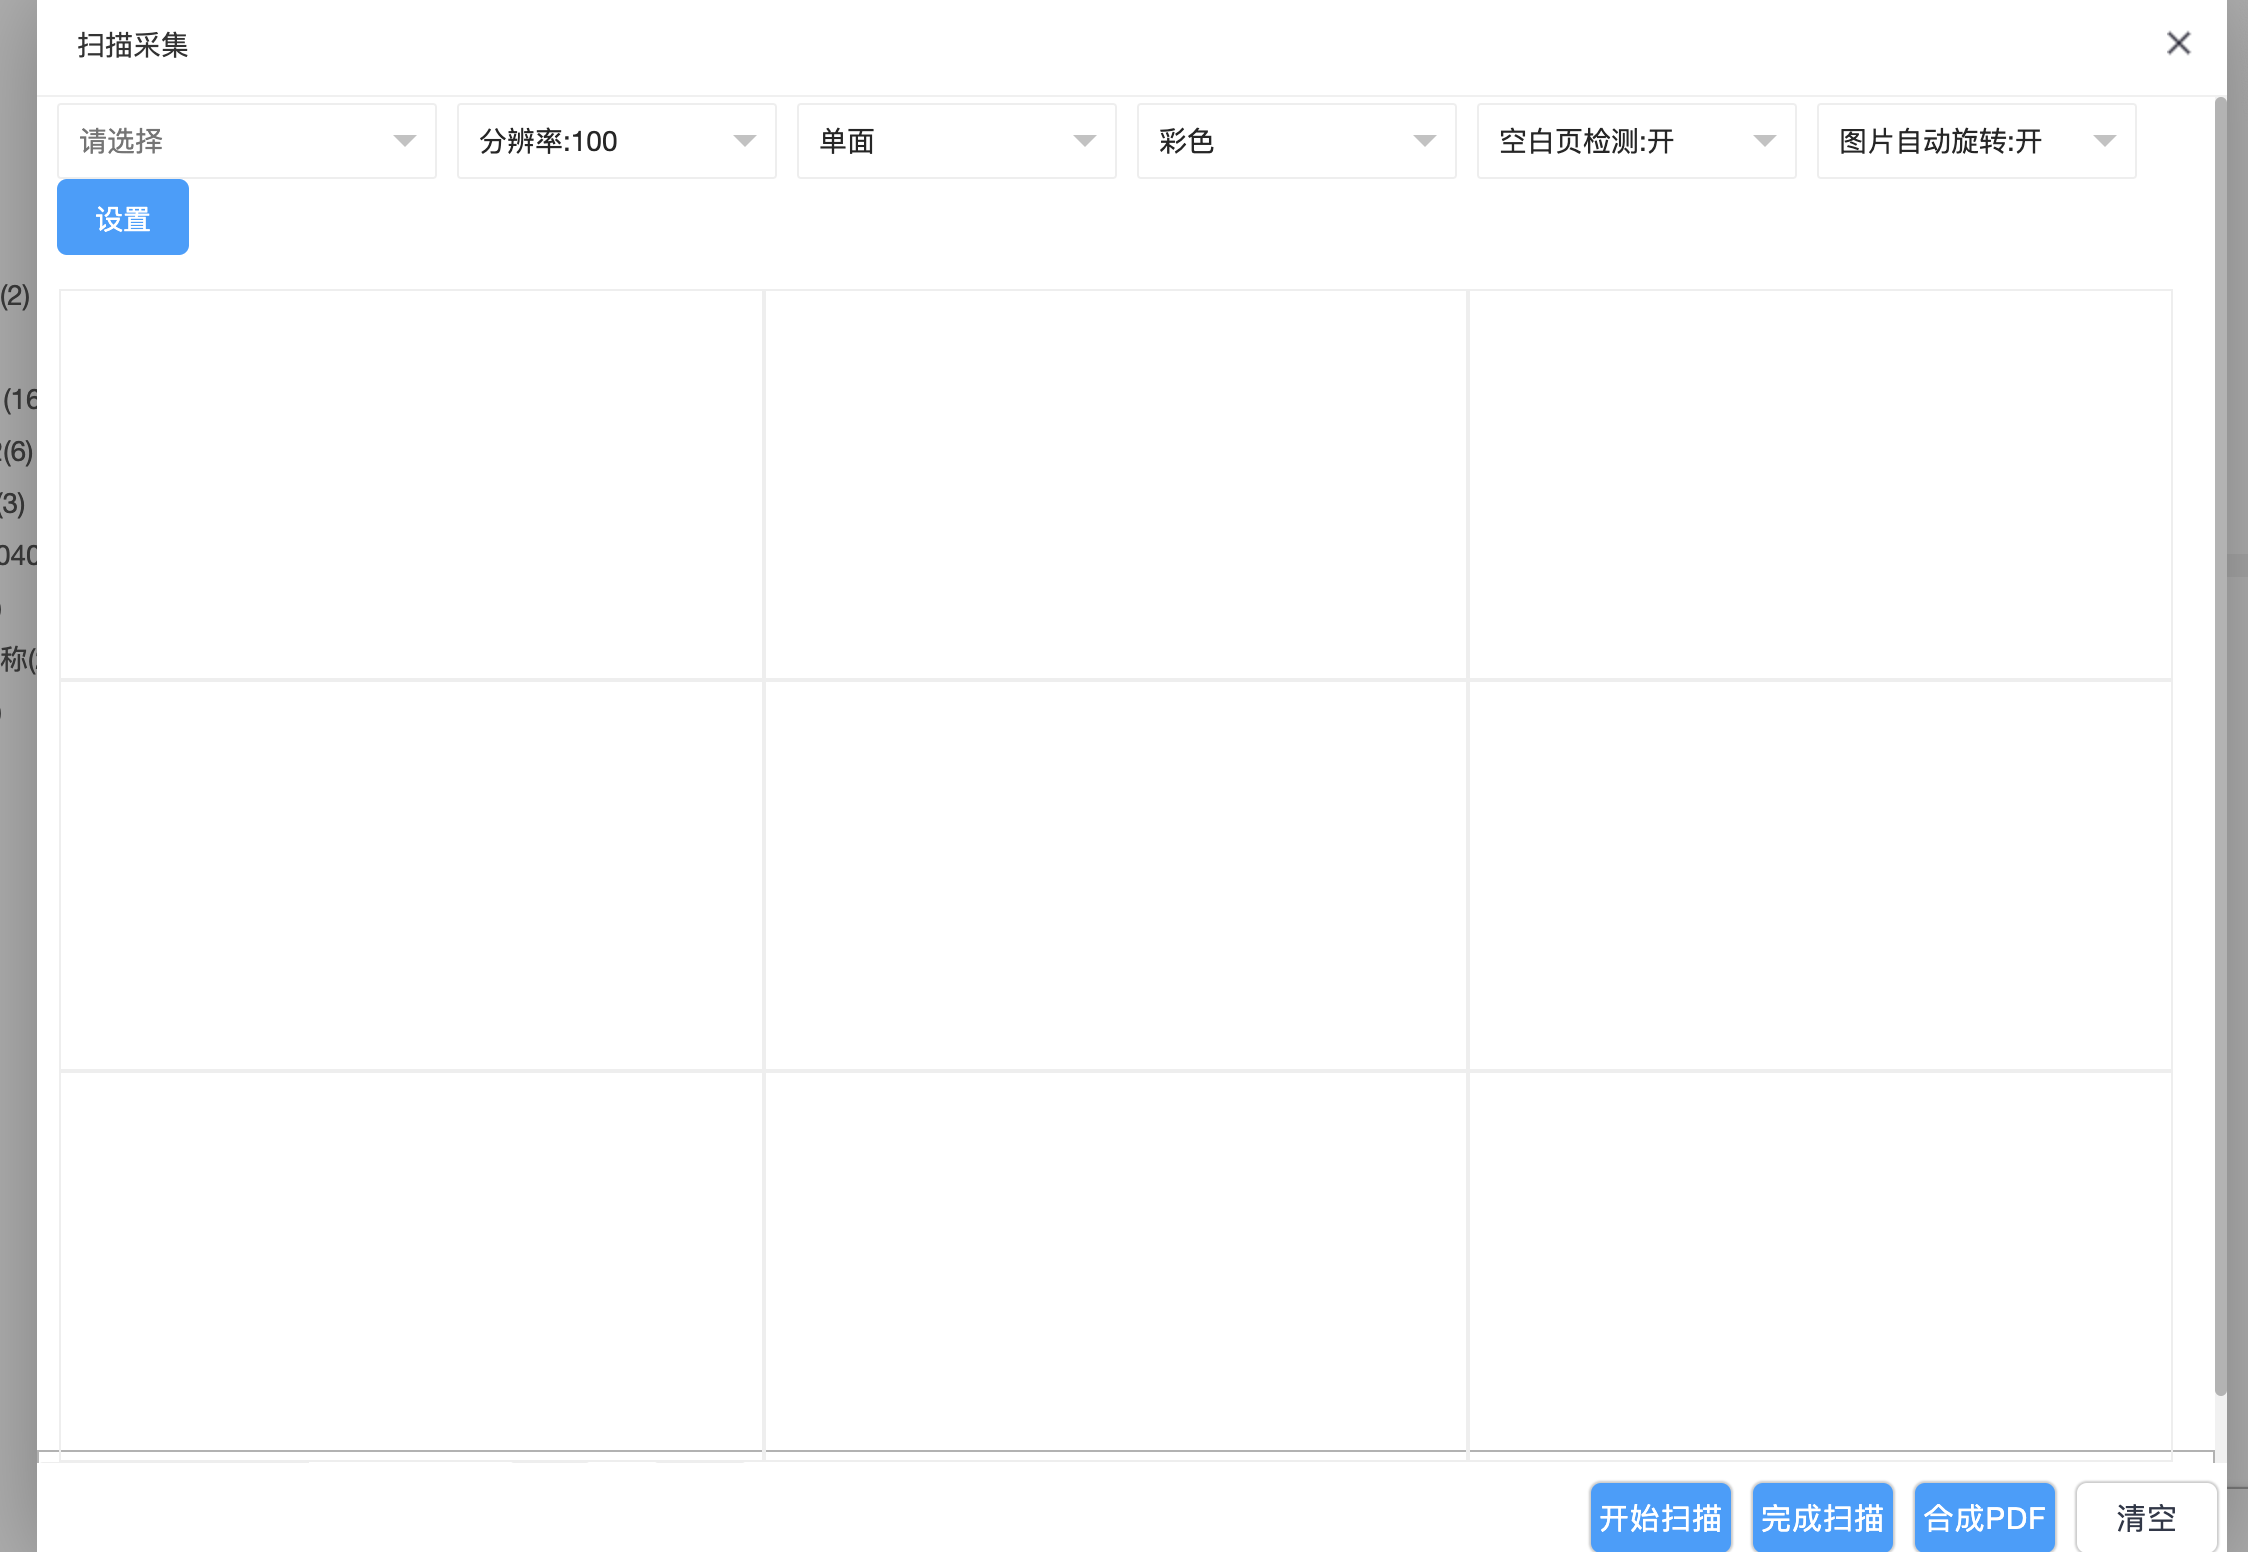 扫描采集
请选择 分辨率:100 单面 彩色 空白页检测:开 图片自动旋转:开
设置
(2)
(16
(6)
(3)
040
称(
开始扫描 完成扫描 合成PDF 清空